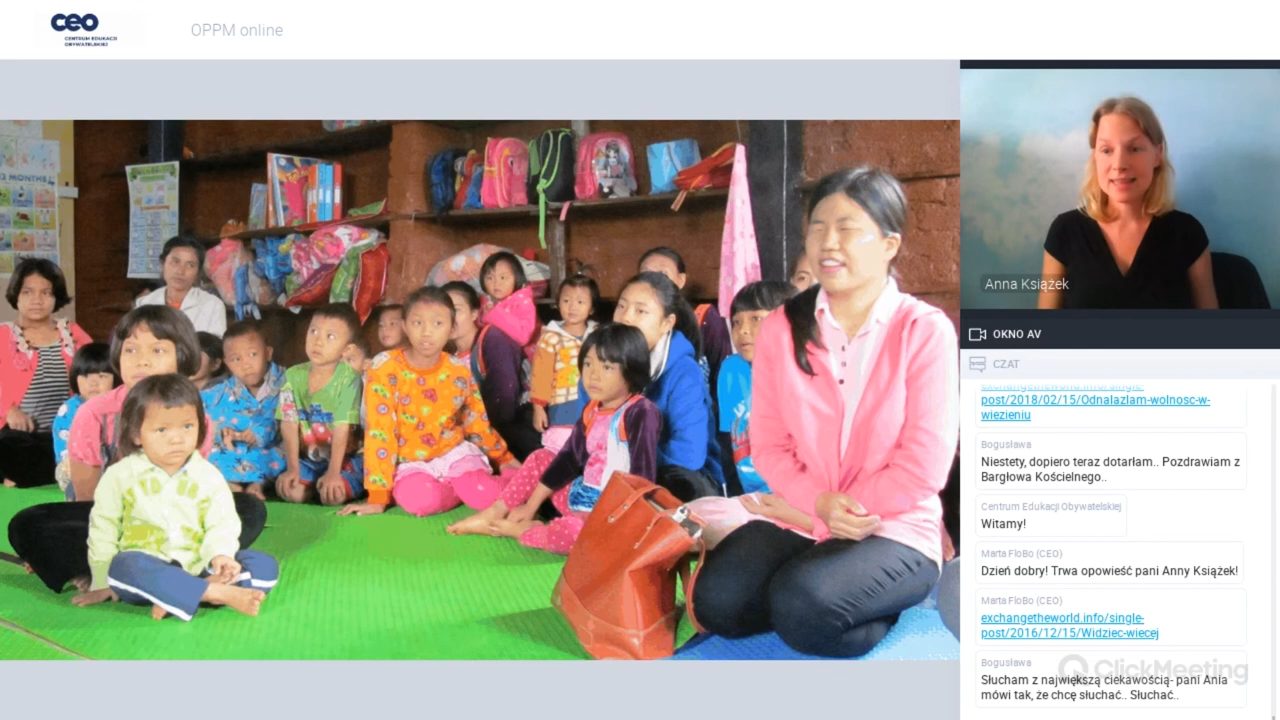 ceo
CENTRUM EDUKACJI
OBYWATELSKIEJ
OPPM online
MONTHS
Anna Książek
OKNO AV
CZAT
post/2018/02/15/Odnalazlam-wolnosc-w-
wiezieniu
Bogusława
Niestety, dopiero teraz dotarłam.. Pozdrawiam z
Bargłowa Kościelnego..
Centrum Edukacji Obywatelskiej
Witamy!
Marta FloBo (CEO)
Dzień dobry! Trwa opowieść pani Anny Książek!
Marta FloBo (CEO)
exchangetheworld.info/single-
post/2016/12/15/Widziec-wiecej
Bogusława
Słucham z największą ciekawością- pani Ania
mówi tak, że chcę słuchać.. Słuchać..
ClickMeeting